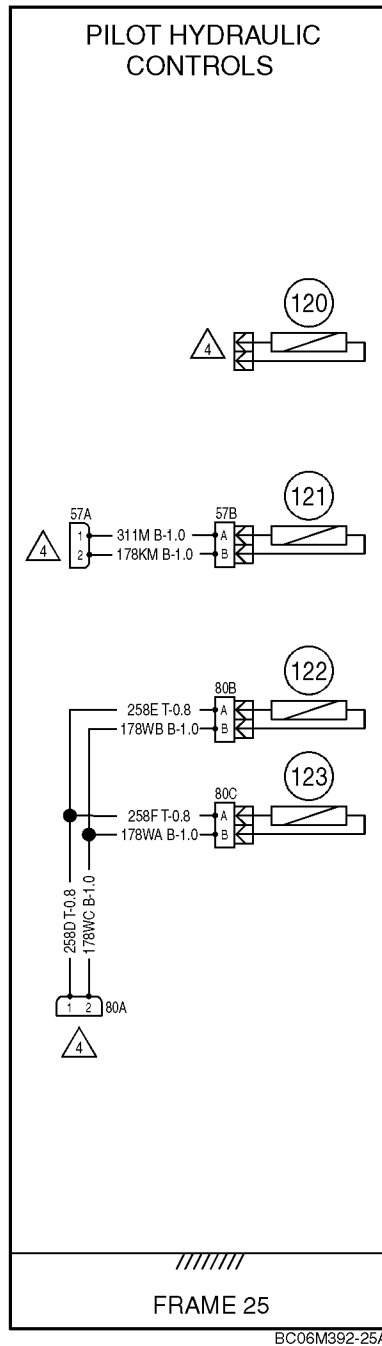 PILOT HYDRAULIC
CONTROLS
120
4
121
57A
57B
1
311M B-1.0
A
4
2
178KM B-1.0
B
122
80B
258E T-0.8
A
178WB B-1.0
B
123
80C
258F T-0.8
A
178WA B-1.0
B
258D T-0.8
178WC B-1.0
1 2 80A
4
FRAME 25
BC06M392-25A